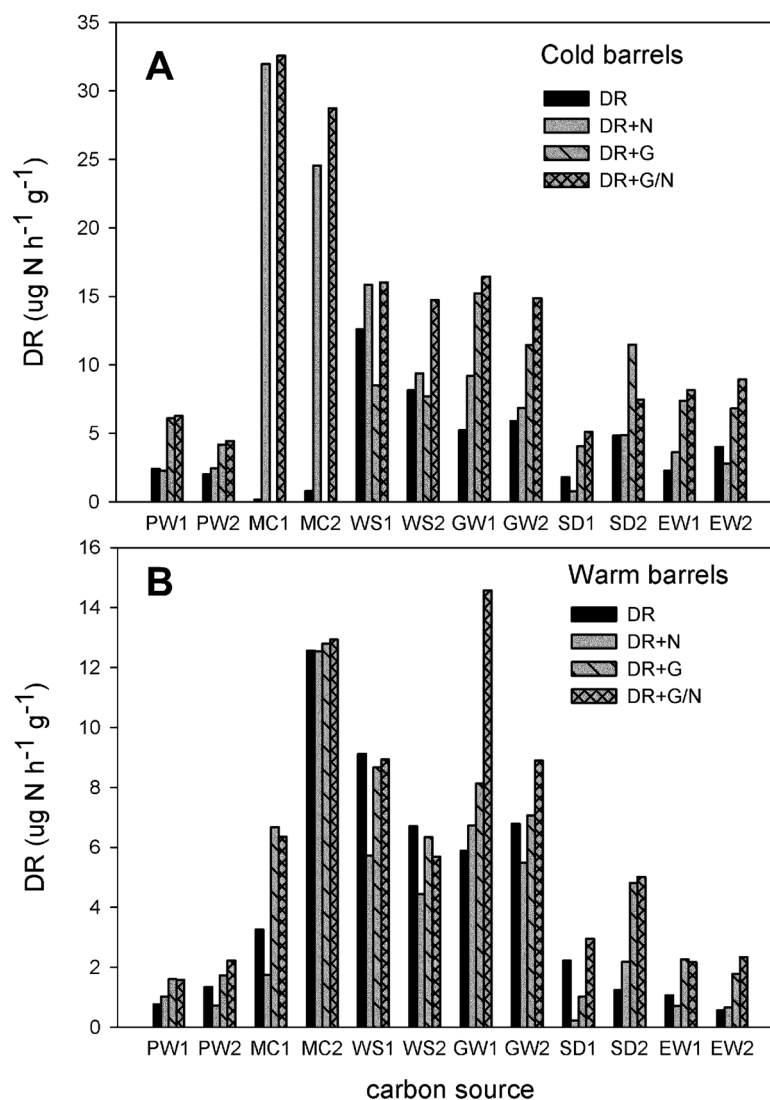 A
Cold barrels
DR
DR+N
DR+G
DR+G/N
35
30
25
20
15
10
5
0
DR (ug N h⁻¹ g⁻¹)
PW1 PW2 MC1 MC2 WS1 WS2 GW1 GW2 SD1 SD2 EW1 EW2
B
Warm barrels
DR
DR+N
DR+G
DR+G/N
16
14
12
10
8
6
4
2
0
DR (ug N h⁻¹ g⁻¹)
PW1 PW2 MC1 MC2 WS1 WS2 GW1 GW2 SD1 SD2 EW1 EW2
carbon source